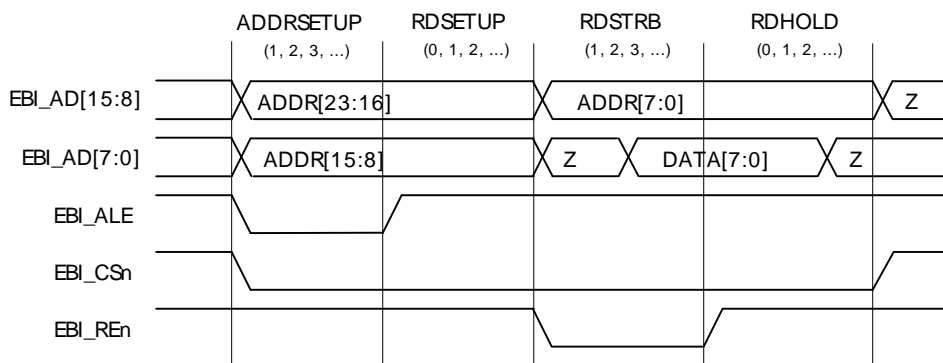 ADDRSETUP RDSETUP RDSTRB RDHOLD
(1, 2, 3, ...) (0, 1, 2, ...) (1, 2, 3, ...) (0, 1, 2, ...)
EBI_AD[15:8] ADDR[23:16] ADDR[7:0] Z
EBI_AD[7:0] ADDR[15:8] Z DATA[7:0] Z
EBI_ALE
EBI_CSn
EBI_REn